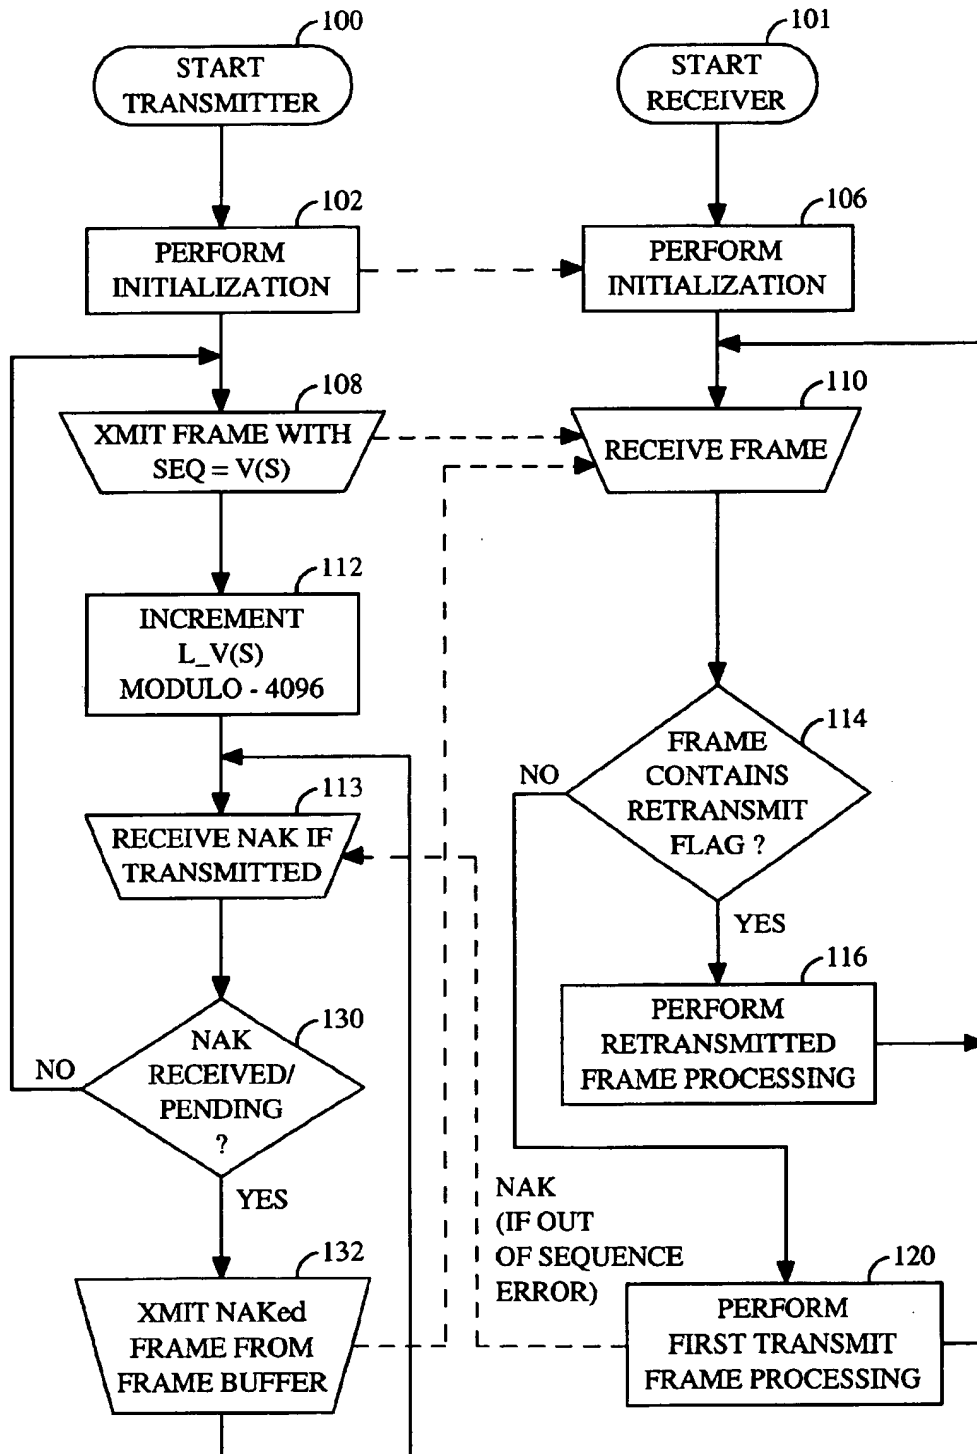 100
START
TRANSMITTER
101
START
RECEIVER
102
PERFORM
INITIALIZATION
106
PERFORM
INITIALIZATION
108
XMIT FRAME WITH
SEQ = V(S)
110
RECEIVE FRAME
112
INCREMENT
L_V(S)
MODULO - 4096
113
RECEIVE NAK IF
TRANSMITTED
114
FRAME
CONTAINS
RETRANSMIT
FLAG ?
NO
YES
116
PERFORM
RETRANSMITTED
FRAME PROCESSING
130
NAK
RECEIVED/
PENDING
?
NO
YES
NAK
(IF OUT
OF SEQUENCE
ERROR)
120
PERFORM
FIRST TRANSMIT
FRAME PROCESSING
132
XMIT NAKed
FRAME FROM
FRAME BUFFER